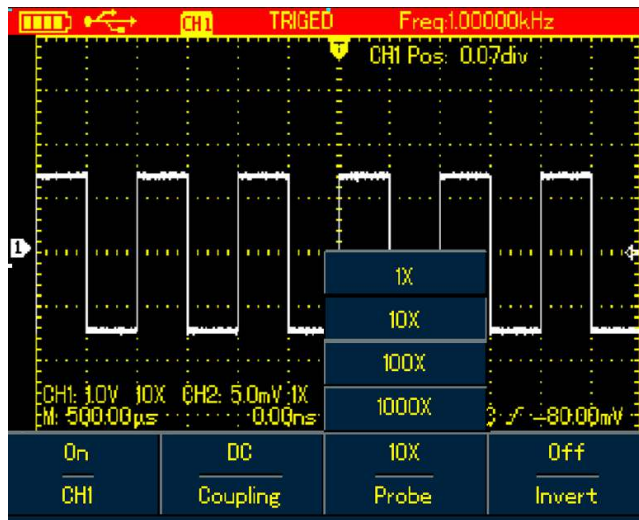 CH1 TRIGED Freq:1.00000kHz
T
CH1 Pos: 0.07div
1
1X
10X
100X
1000X
CH1: 1.0V 10X CH2: 5.0mV 1X
M: 500.00µs 0.00ns -80.00mV
On DC 10X Off
CH1 Coupling Probe Invert